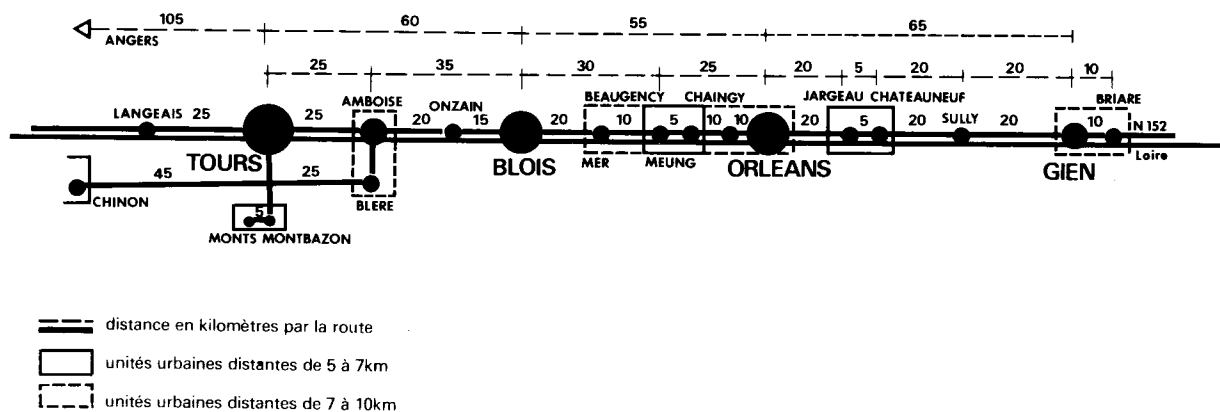 105 60 55 65
ANGERS
25 35 30 25 20 5 20 20 10
BEAUGENCY CHAINGY JARGEAU CHATEAUNEUF BRIARE
LANGEAIS 25 25 AMBOISE ONZAIN
20 15 20 10 5 10 10 20 5 20 SULLY 20 10 N 152
TOURS BLOIS MER MEUNG ORLEANS GIEN Loire
45 25
CHINON BLERE
5
MONTS MONTBAZON
distance en kilomètres par la route
unités urbaines distantes de 5 à 7km
unités urbaines distantes de 7 à 10km